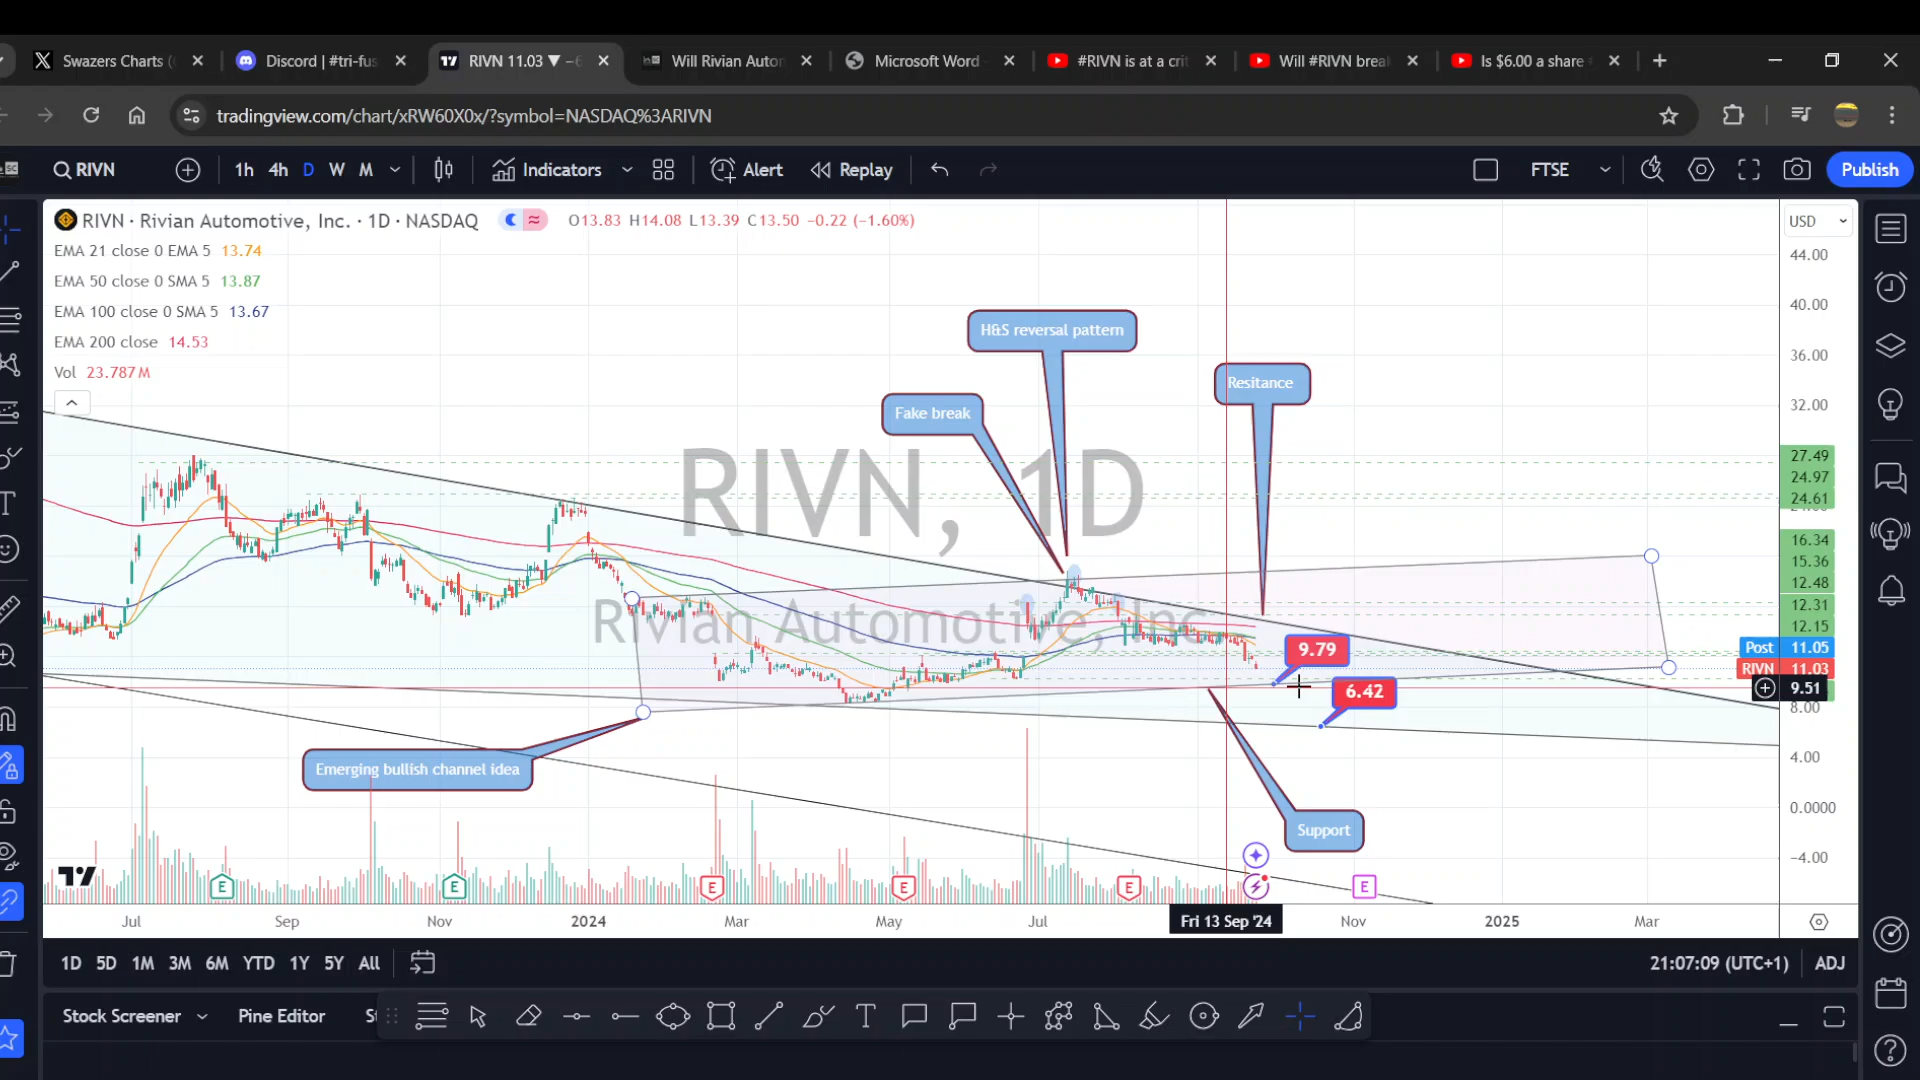 Swazers Charts (
Discord | #tri-fus
RIVN 11.03 ▼ −6
Will Rivian Auton
Microsoft Word
#RIVN is at a crit
Will #RIVN brea
Is $6.00 a share
tradingview.com/chart/xRW60X0x/?symbol=NASDAQ%3ARIVN
RIVN
1h 4h D W M
Indicators
Alert
Replay
FTSE
Publish
RIVN · Rivian Automotive, Inc. · 1D · NASDAQ
O13.83 H14.08 L13.39 C13.50 −0.22 (−1.60%)
USD
EMA 21 close 0 EMA 5 13.74
EMA 50 close 0 SMA 5 13.87
EMA 100 close 0 SMA 5 13.67
EMA 200 close 14.53
Vol 23.787M
H&S reversal pattern
Resitance
Fake break
RIVN, 1D
Rivian Automotive, Inc.
9.79
6.42
Emerging bullish channel idea
Support
44.00
40.00
36.00
32.00
27.49
24.97
24.61
16.34
15.36
12.48
12.31
12.15
Post 11.05
RIVN 11.03
9.51
8.00
4.00
0.0000
−4.00
E E E E E E
Jul Sep Nov 2024 Mar May Jul Fri 13 Sep '24 Nov 2025 Mar
1D 5D 1M 3M 6M YTD 1Y 5Y All
21:07:09 (UTC+1) ADJ
Stock Screener
Pine Editor